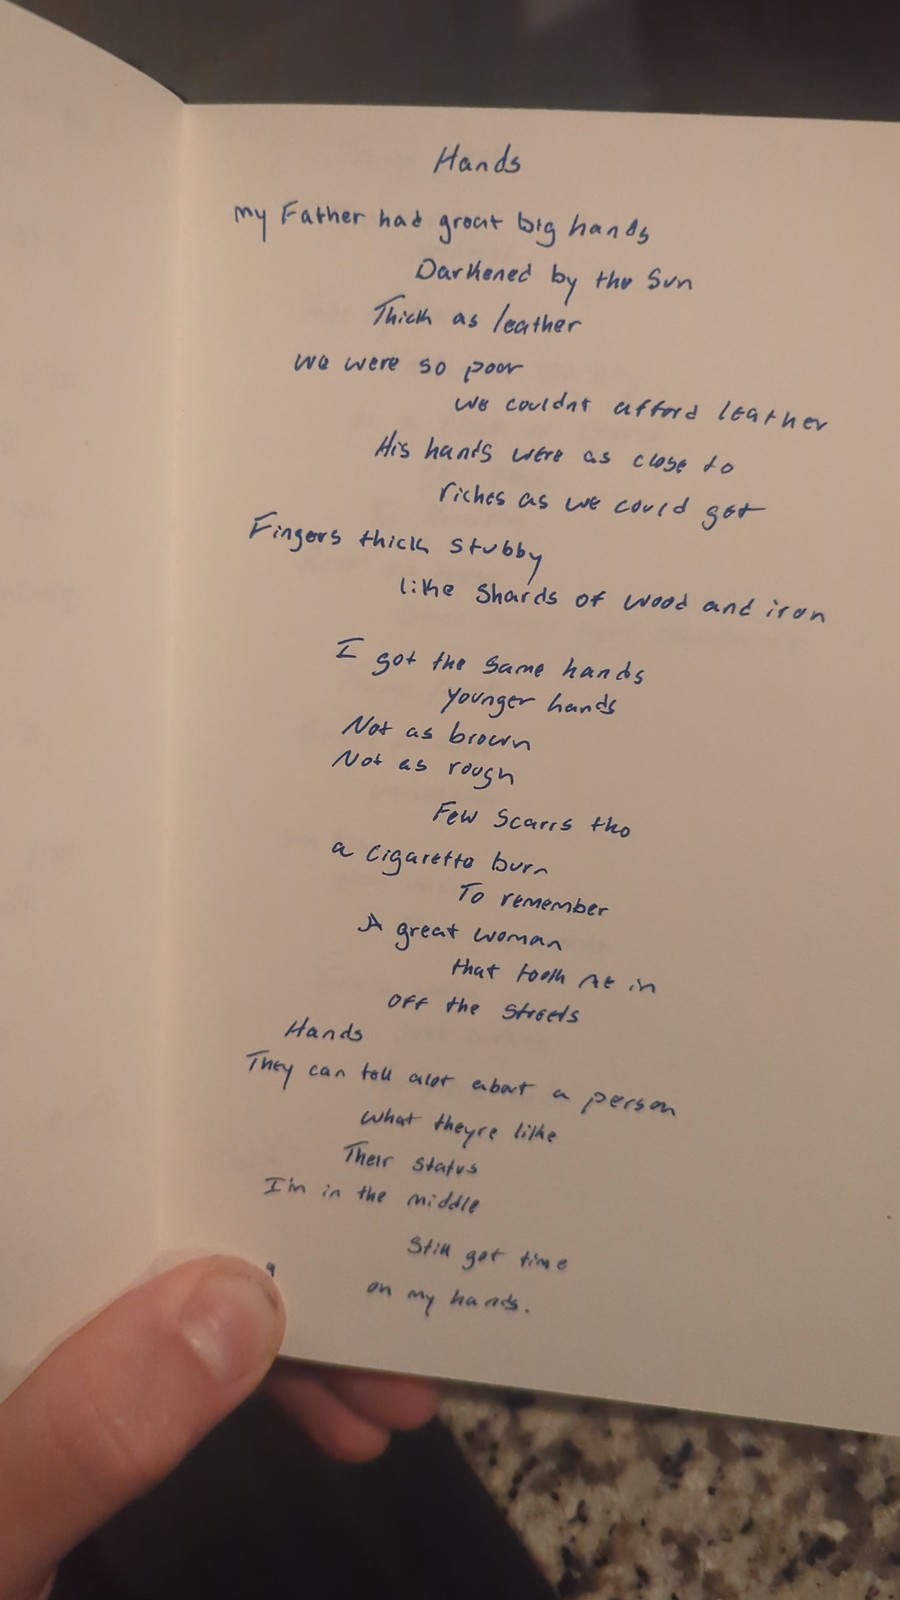 Hands
my Father had great big hands
Darkened by the Sun
Thick as leather
we were so poor
we couldnt afford leather
His hands were as close to
riches as we could get
Fingers thick stubby
like shards of wood and iron
I got the same hands
younger hands
Not as brown
Not as rough
Few scarrs tho
a cigarette burn
To remember
A great woman
that took me in
off the streets
Hands
They can tell alot about a person
what theyre like
Their status
I'm in the middle
Still got time
on my hands.